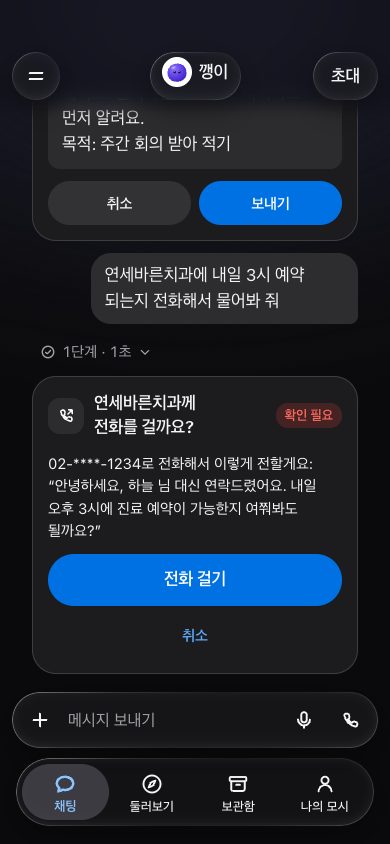 깽이
초대
먼저 알려요.
목적: 주간 회의 받아 적기
취소
보내기
연세바른치과에 내일 3시 예약
되는지 전화해서 물어봐 줘
1단계 · 1초
연세바른치과께
전화를 걸까요?
확인 필요
02-****-1234로 전화해서 이렇게 전할게요:
“안녕하세요, 하늘 님 대신 연락드렸어요. 내일
오후 3시에 진료 예약이 가능한지 여쭤봐도
될까요?”
전화 걸기
취소
메시지 보내기
채팅
둘러보기
보관함
나의 모시